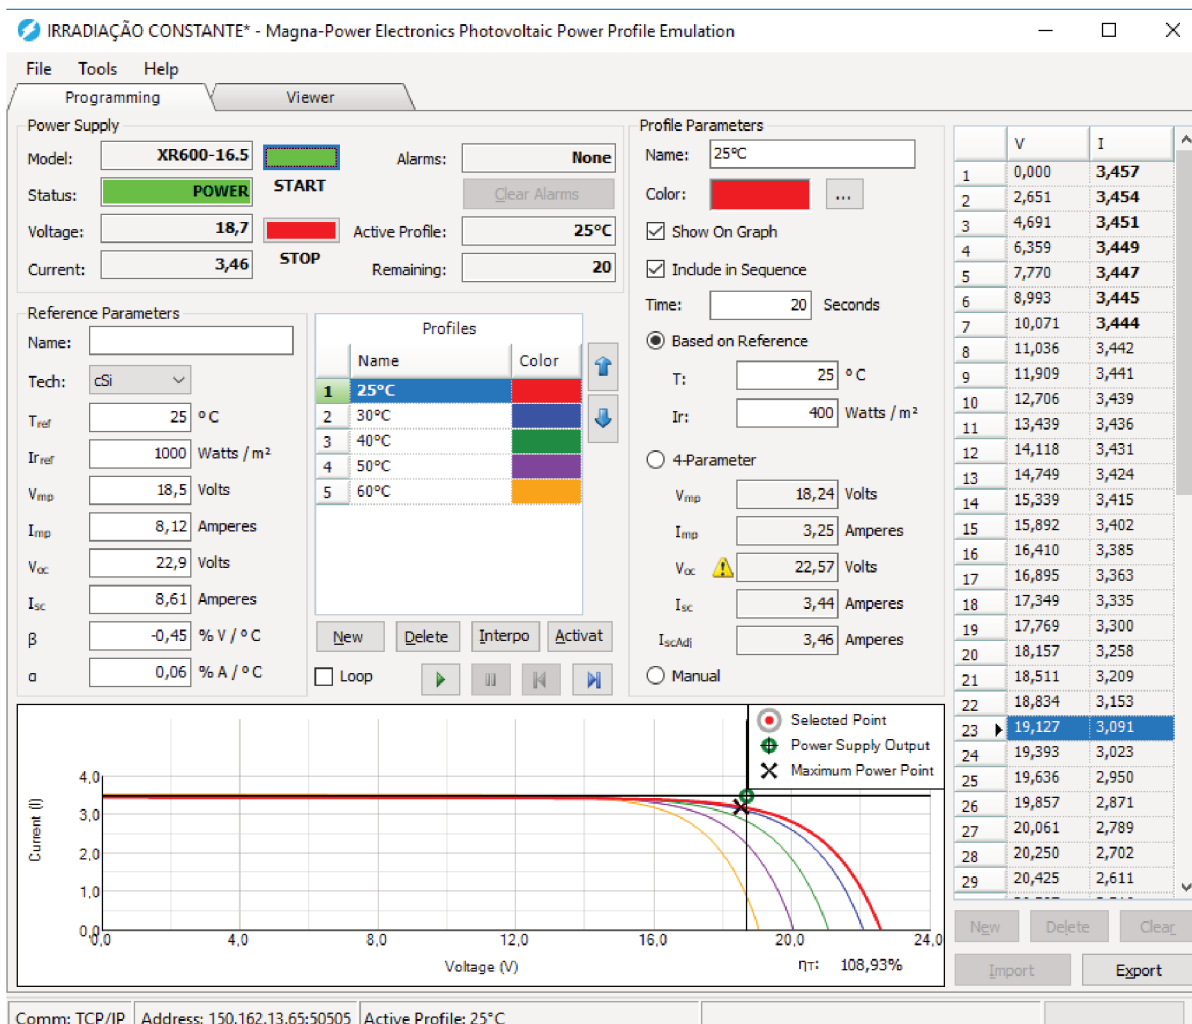 IRRADIAÇÃO CONSTANTE* - Magna-Power Electronics Photovoltaic Power Profile Emulation
File Tools Help
Programming Viewer
Power Supply
Model: XR600-16.5
START
Status: POWER
Voltage: 18,7
STOP
Current: 3,46
Alarms: None
Clear Alarms
Active Profile: 25°C
Remaining: 20
Reference Parameters
Name:
Tech: cSi
Tref 25 °C
Irref 1000 Watts / m²
Vmp 18,5 Volts
Imp 8,12 Amperes
Voc 22,9 Volts
Isc 8,61 Amperes
β -0,45 % V / °C
α 0,06 % A / °C
Profiles
Name Color
1 25°C
2 30°C
3 40°C
4 50°C
5 60°C
New Delete Interpo Activat
Loop
Profile Parameters
Name: 25°C
Color: ...
Show On Graph
Include in Sequence
Time: 20 Seconds
Based on Reference
T: 25 °C
Ir: 400 Watts / m²
4-Parameter
Vmp 18,24 Volts
Imp 3,25 Amperes
Voc 22,57 Volts
Isc 3,44 Amperes
IscAdj 3,46 Amperes
Manual
V I
1 0,000 3,457
2 2,651 3,454
3 4,691 3,451
4 6,359 3,449
5 7,770 3,447
6 8,993 3,445
7 10,071 3,444
8 11,036 3,442
9 11,909 3,441
10 12,706 3,439
11 13,439 3,436
12 14,118 3,431
13 14,749 3,424
14 15,339 3,415
15 15,892 3,402
16 16,410 3,385
17 16,895 3,363
18 17,349 3,335
19 17,769 3,300
20 18,157 3,258
21 18,511 3,209
22 18,834 3,153
23 19,127 3,091
24 19,393 3,023
25 19,636 2,950
26 19,857 2,871
27 20,061 2,789
28 20,250 2,702
29 20,425 2,611
New Delete Clear
Import Export
Selected Point
Power Supply Output
Maximum Power Point
Current (I)
4,0
3,0
2,0
1,0
0,0
0,0 4,0 8,0 12,0 16,0 20,0 24,0
Voltage (V)
ηT: 108,93%
Comm: TCP/IP Address: 150.162.13.65:50505 Active Profile: 25°C